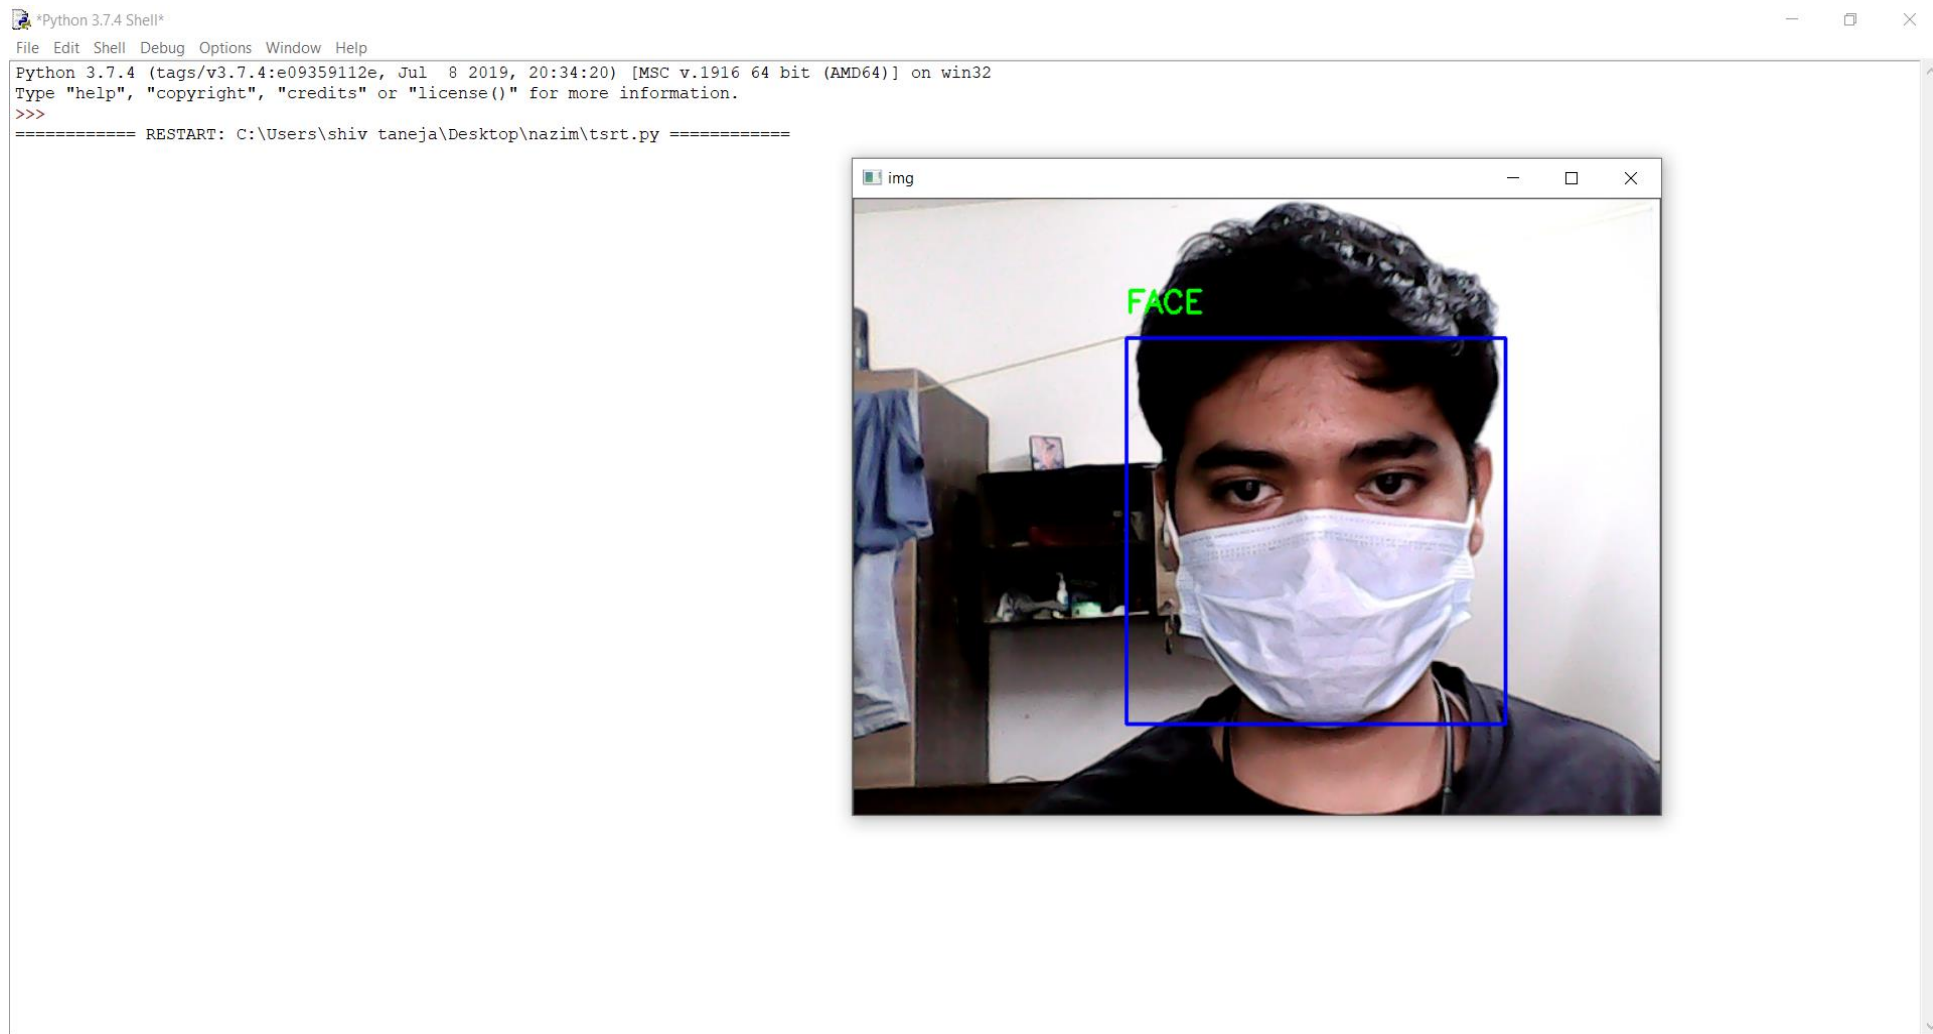 *Python 3.7.4 Shell*
File Edit Shell Debug Options Window Help
Python 3.7.4 (tags/v3.7.4:e09359112e, Jul  8 2019, 20:34:20) [MSC v.1916 64 bit (AMD64)] on win32
Type "help", "copyright", "credits" or "license()" for more information.
>>>
============ RESTART: C:\Users\shiv taneja\Desktop\nazim\tsrt.py ============
img
FACE